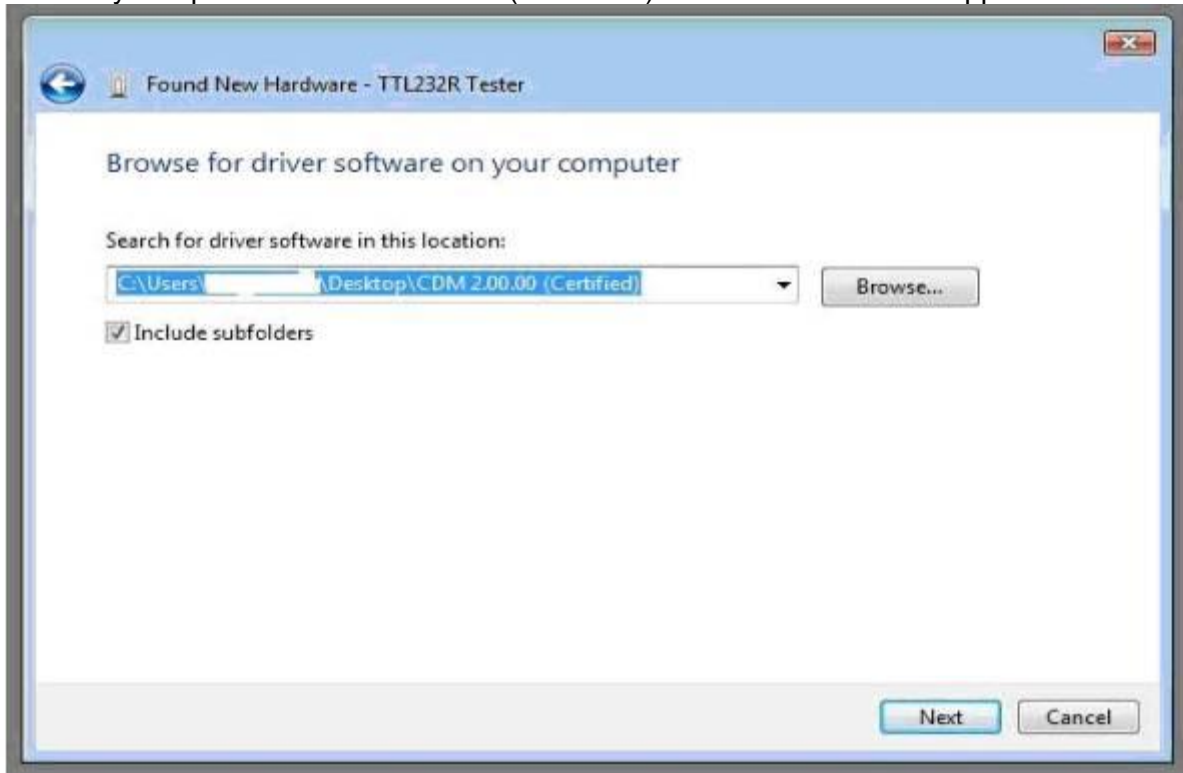 Found New Hardware - TTL232R Tester
Browse for driver software on your computer
Search for driver software in this location:
C:\Users\ \Desktop\CDM 2.00.00 (Certified)
Browse...
Include subfolders
Next
Cancel